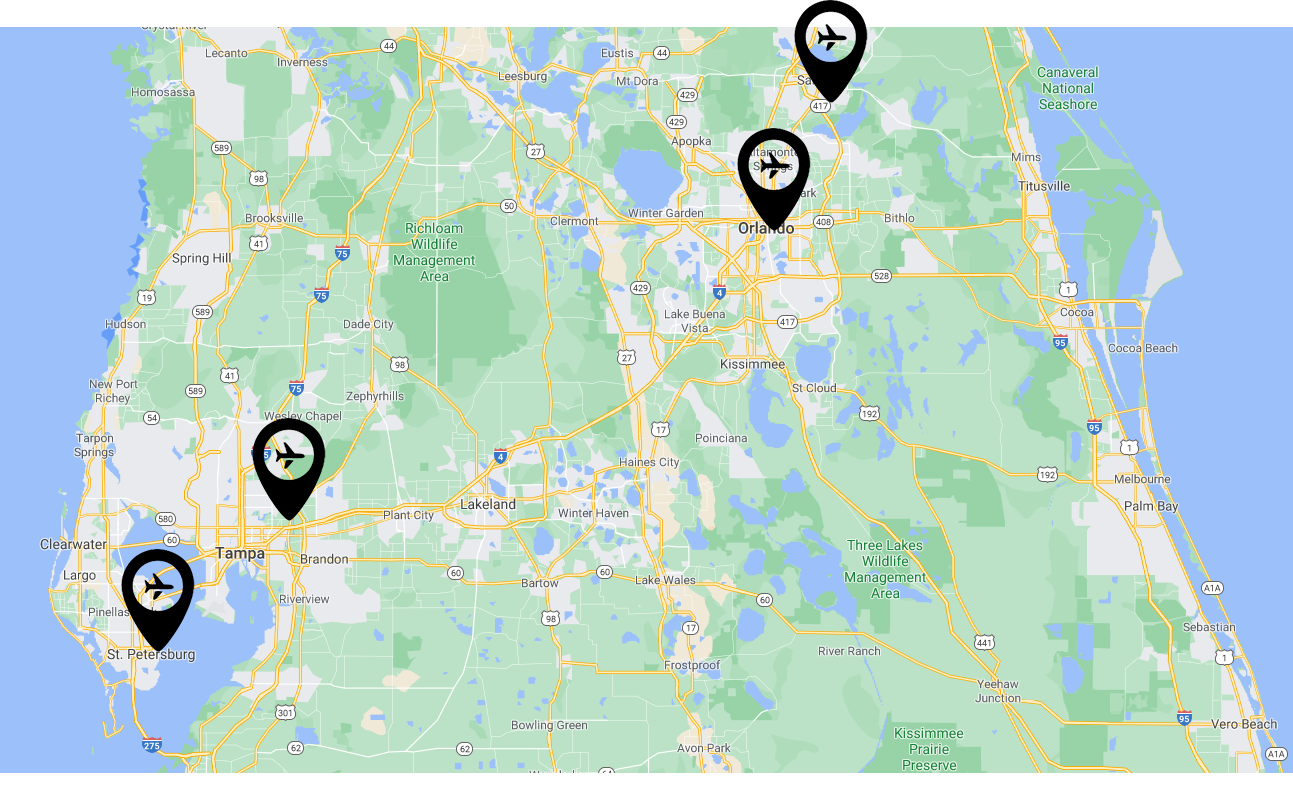 Crystal River
44
Lecanto
Inverness
Eustis
44
Leesburg
Mt Dora
Homosassa
429
417
Canaveral
National
Seashore
429
589
27
Apopka
Altamonte
Springs
Mims
98
Titusville
50
Winter Garden
Brooksville
Clermont
Orlando
408
Bithlo
41
75
Richloam
Wildlife
Management
Area
Spring Hill
528
19
75
429
4
1
589
Lake Buena
Vista
417
Cocoa
Hudson
Dade City
27
95
Cocoa Beach
98
Kissimmee
41
New Port
Richey
589
75
Zephyrhills
St Cloud
54
Wesley Chapel
192
17
95
Tarpon
Springs
Poinciana
1
4
Haines City
192
Melbourne
Lakeland
Palm Bay
580
Plant City
Winter Haven
60
Clearwater
Tampa
Brandon
Three Lakes
Wildlife
Management
Area
Largo
60
Bartow
60
Lake Wales
A1A
Pinellas
Riverview
60
98
17
Sebastian
St. Petersburg
441
River Ranch
1
Frostproof
Yeehaw
Junction
301
95
Bowling Green
Vero Beach
275
62
62
Avon Park
Kissimmee
Prairie
Preserve
A1A
64